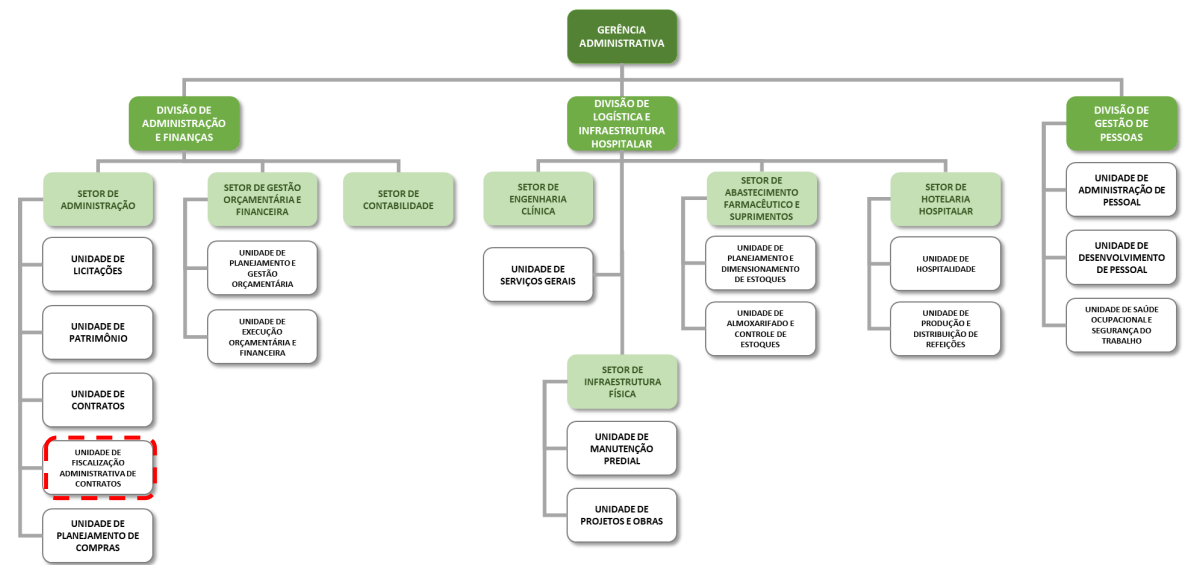 GERÊNCIA
ADMINISTRATIVA
DIVISÃO DE
ADMINISTRAÇÃO
E FINANÇAS
DIVISÃO DE
LOGÍSTICA E
INFRAESTRUTURA
HOSPITALAR
DIVISÃO DE
GESTÃO DE
PESSOAS
SETOR DE
ADMINISTRAÇÃO
SETOR DE GESTÃO
ORÇAMENTÁRIA E
FINANCEIRA
SETOR DE
CONTABILIDADE
SETOR DE
ENGENHARIA
CLÍNICA
SETOR DE
ABASTECIMENTO
FARMACÊUTICO E
SUPRIMENTOS
SETOR DE
HOTELARIA
HOSPITALAR
UNIDADE DE
ADMINISTRAÇÃO DE
PESSOAL
UNIDADE DE
LICITAÇÕES
UNIDADE DE
PLANEJAMENTO E
GESTÃO
ORÇAMENTÁRIA
UNIDADE DE
SERVIÇOS GERAIS
UNIDADE DE
PLANEJAMENTO E
DIMENSIONAMENTO
DE ESTOQUES
UNIDADE DE
HOSPITALIDADE
UNIDADE DE
DESENVOLVIMENTO
DE PESSOAL
UNIDADE DE
PATRIMÔNIO
UNIDADE DE
EXECUÇÃO
ORÇAMENTÁRIA E
FINANCEIRA
UNIDADE DE
ALMOXARIFADO E
CONTROLE DE
ESTOQUES
UNIDADE DE
PRODUÇÃO E
DISTRIBUIÇÃO DE
REFEIÇÕES
UNIDADE DE SAÚDE
OCUPACIONAL E
SEGURANÇA DO
TRABALHO
UNIDADE DE
CONTRATOS
SETOR DE
INFRAESTRUTURA
FÍSICA
UNIDADE DE
FISCALIZAÇÃO
ADMINISTRATIVA DE
CONTRATOS
UNIDADE DE
MANUTENÇÃO
PREDIAL
UNIDADE DE
PLANEJAMENTO DE
COMPRAS
UNIDADE DE
PROJETOS E OBRAS